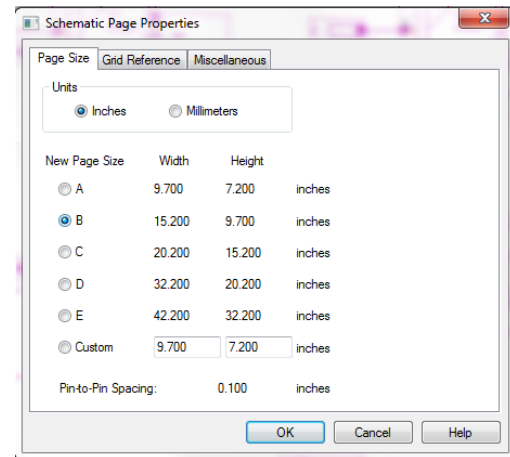 Schematic Page Properties
Page Size Grid Reference Miscellaneous
Units
Inches Millimeters
New Page Size Width Height
A 9.700 7.200 inches
B 15.200 9.700 inches
C 20.200 15.200 inches
D 32.200 20.200 inches
E 42.200 32.200 inches
Custom 9.700 7.200 inches
Pin-to-Pin Spacing: 0.100 inches
OK Cancel Help